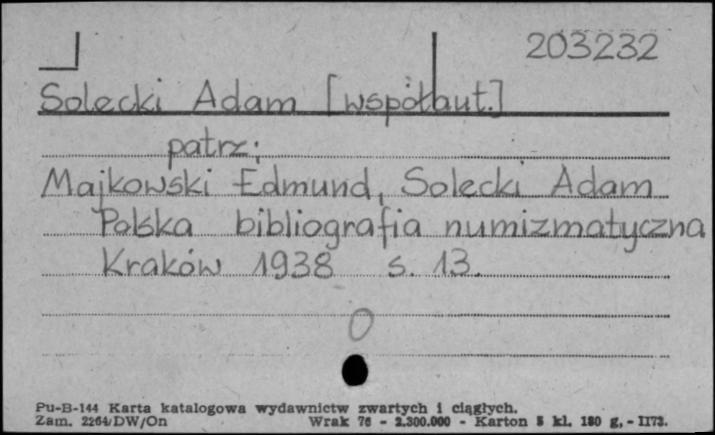 203232
Solecki Adam [współaut.]
patrz:
Majkowski Edmund, Solecki Adam
Polska bibliografia numizmatyczna
Kraków 1938 s. 13.
Pu-B-144 Karta katalogowa wydawnictw zwartych i ciągłych.
Zam. 2264/DW/On Wrak 76 - 2.300.000 - Karton 5 kl. 180 g, - II73.